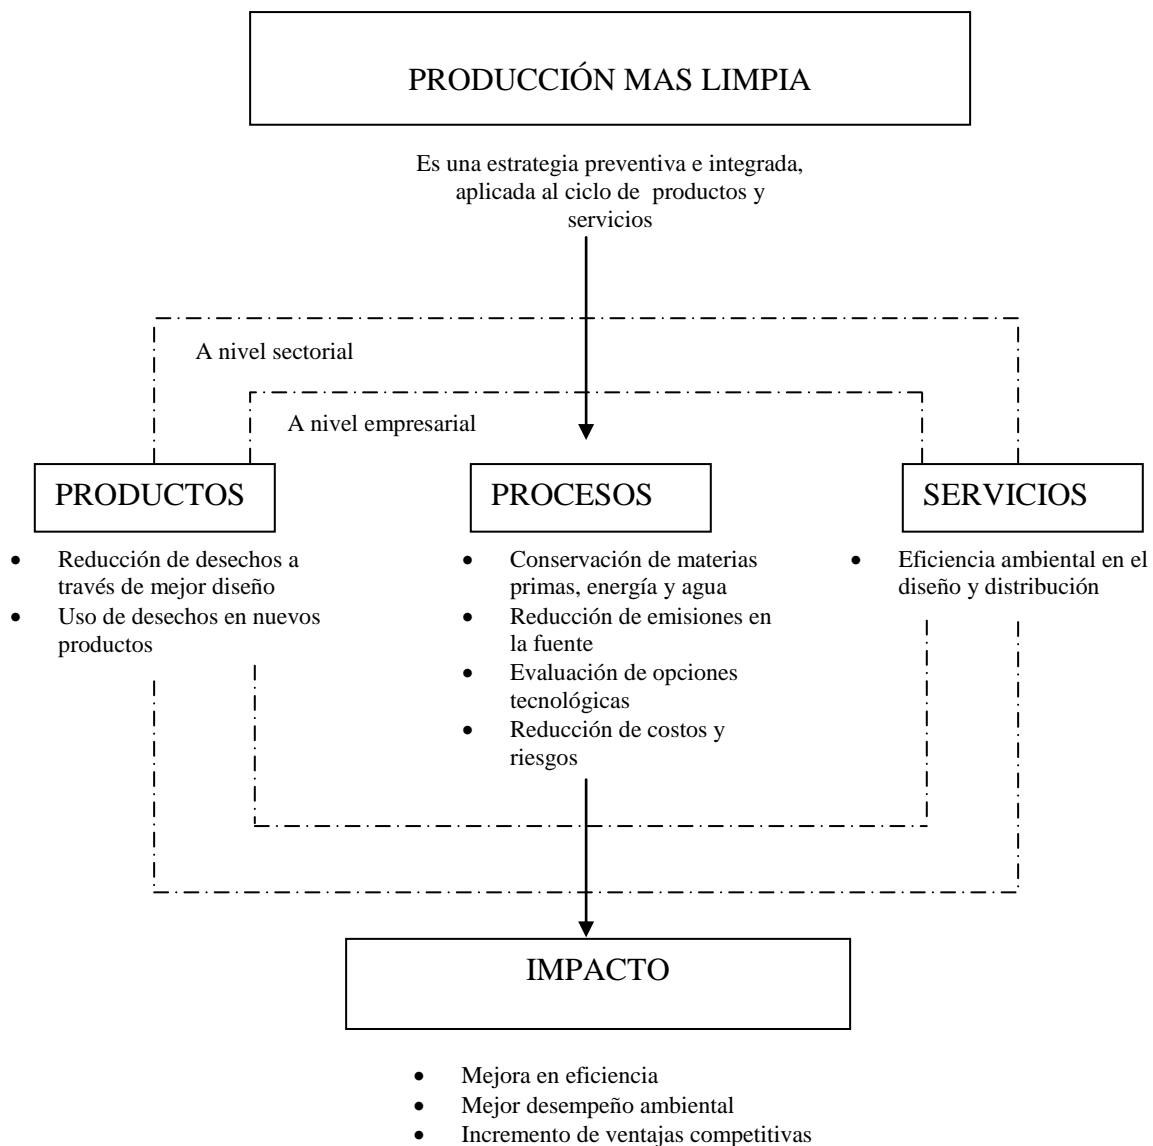 PRODUCCIÓN MAS LIMPIA
Es una estrategia preventiva e integrada,
aplicada al ciclo de productos y
servicios
A nivel sectorial
A nivel empresarial
PRODUCTOS
• Reducción de desechos a
través de mejor diseño
• Uso de desechos en nuevos
productos
PROCESOS
• Conservación de materias
primas, energía y agua
• Reducción de emisiones en
la fuente
• Evaluación de opciones
tecnológicas
• Reducción de costos y
riesgos
SERVICIOS
• Eficiencia ambiental en el
diseño y distribución
IMPACTO
• Mejora en eficiencia
• Mejor desempeño ambiental
• Incremento de ventajas competitivas